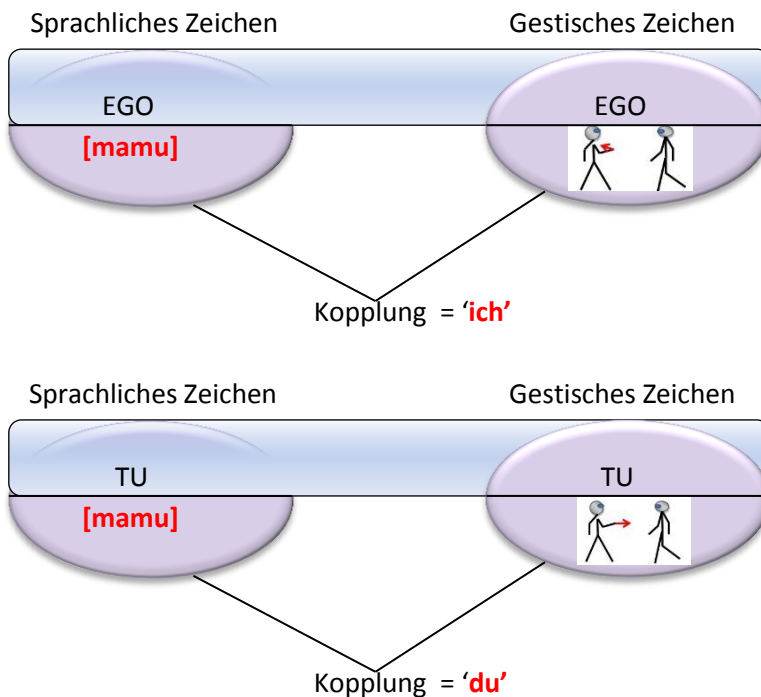 Sprachliches Zeichen Gestisches Zeichen
EGO EGO
[mamu]
Kopplung = ‘ich’
Sprachliches Zeichen Gestisches Zeichen
TU TU
[mamu]
Kopplung = ‘du’